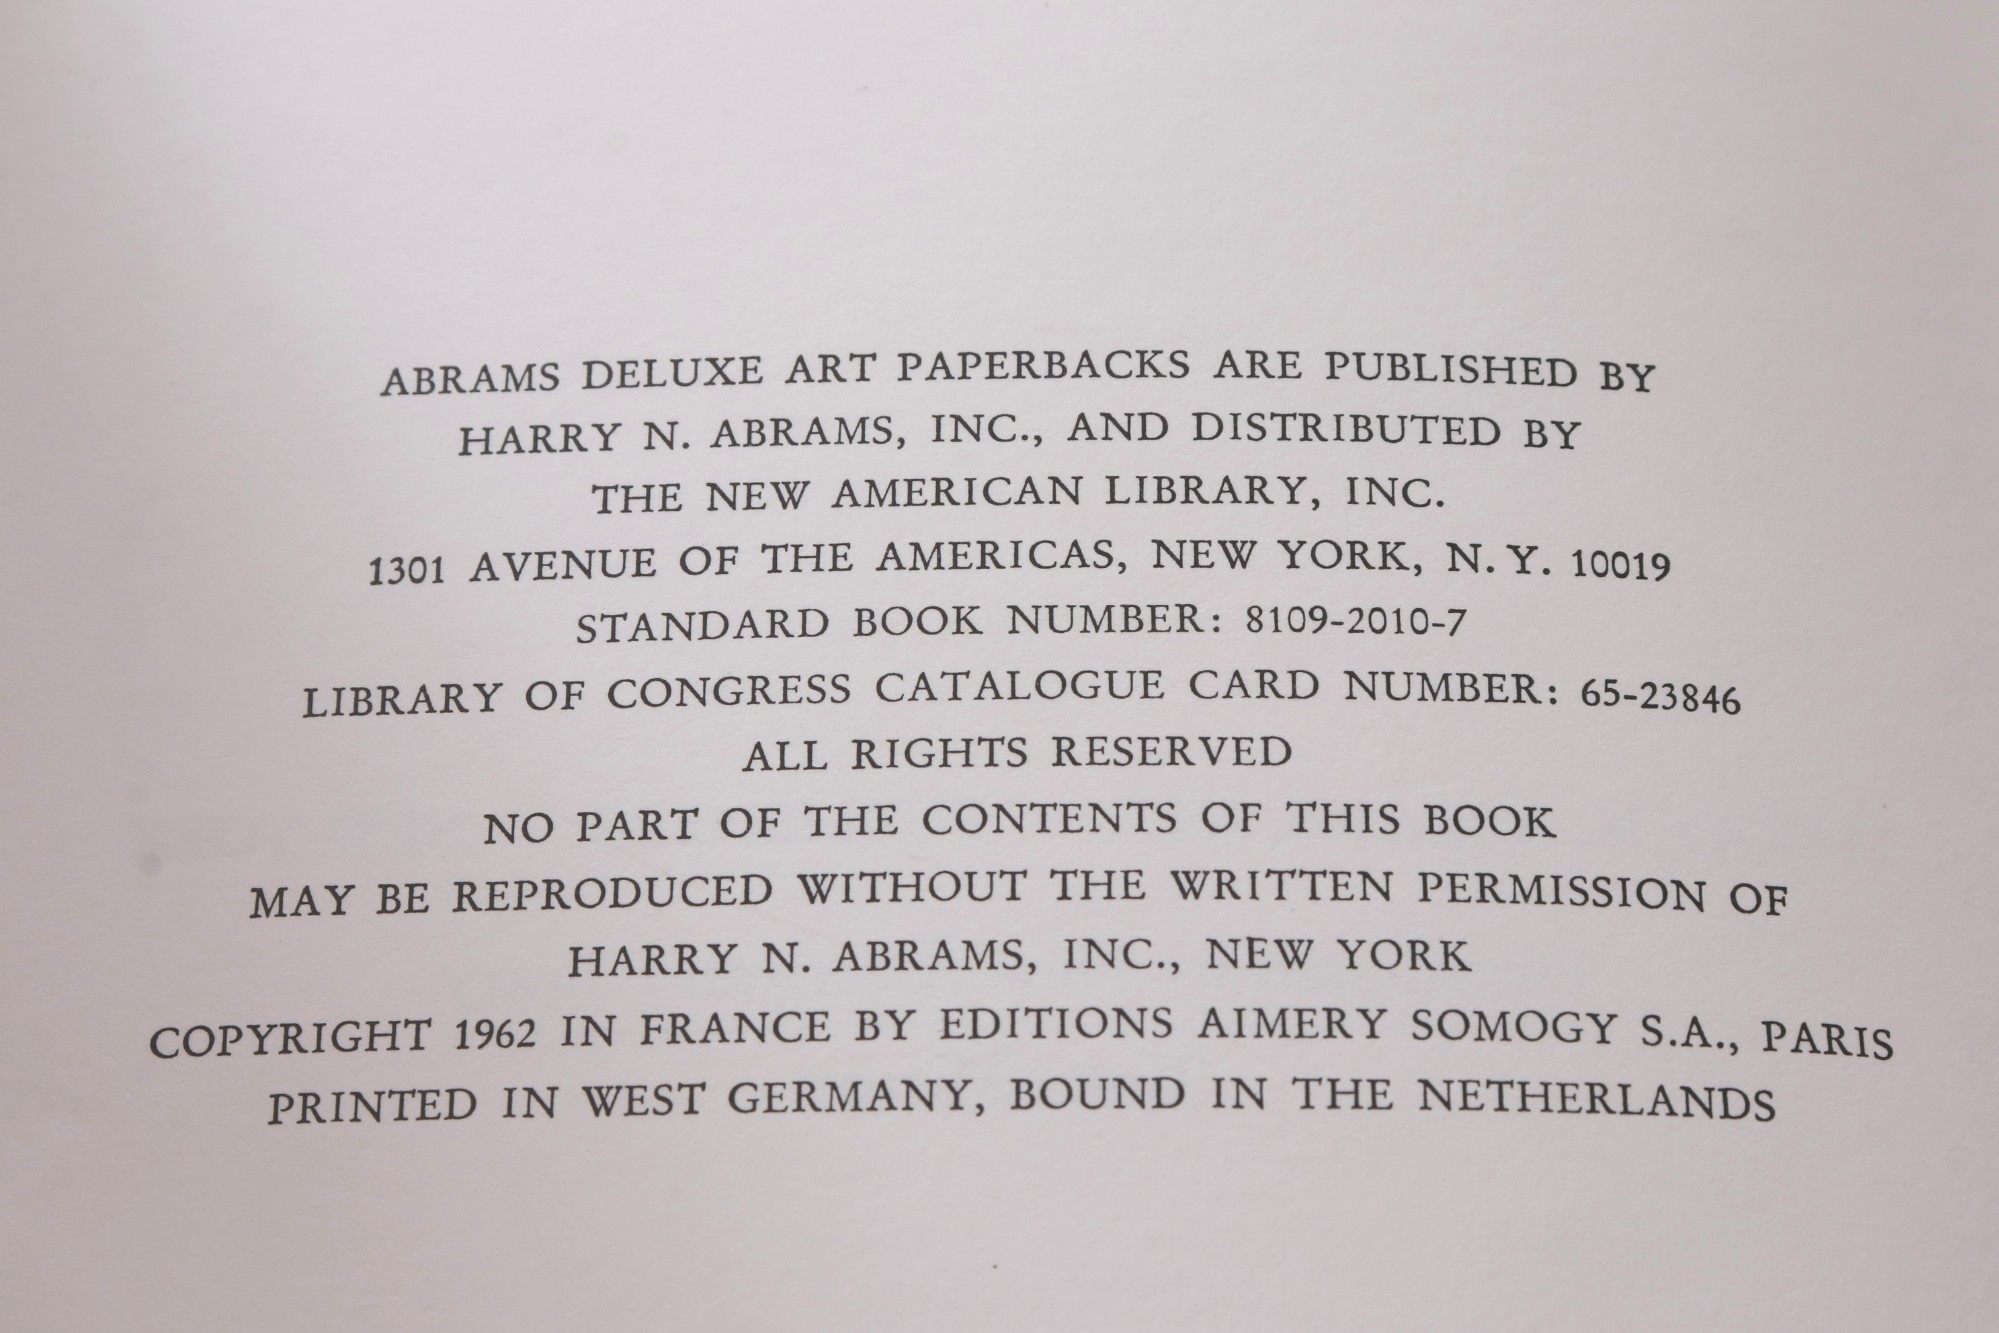 ABRAMS DELUXE ART PAPERBACKS ARE PUBLISHED BY
HARRY N. ABRAMS, INC., AND DISTRIBUTED BY
THE NEW AMERICAN LIBRARY, INC.
1301 AVENUE OF THE AMERICAS, NEW YORK, N.Y. 10019
STANDARD BOOK NUMBER: 8109-2010-7
LIBRARY OF CONGRESS CATALOGUE CARD NUMBER: 65-23846
ALL RIGHTS RESERVED
NO PART OF THE CONTENTS OF THIS BOOK
MAY BE REPRODUCED WITHOUT THE WRITTEN PERMISSION OF
HARRY N. ABRAMS, INC., NEW YORK
COPYRIGHT 1962 IN FRANCE BY EDITIONS AIMERY SOMOGY S.A., PARIS
PRINTED IN WEST GERMANY, BOUND IN THE NETHERLANDS